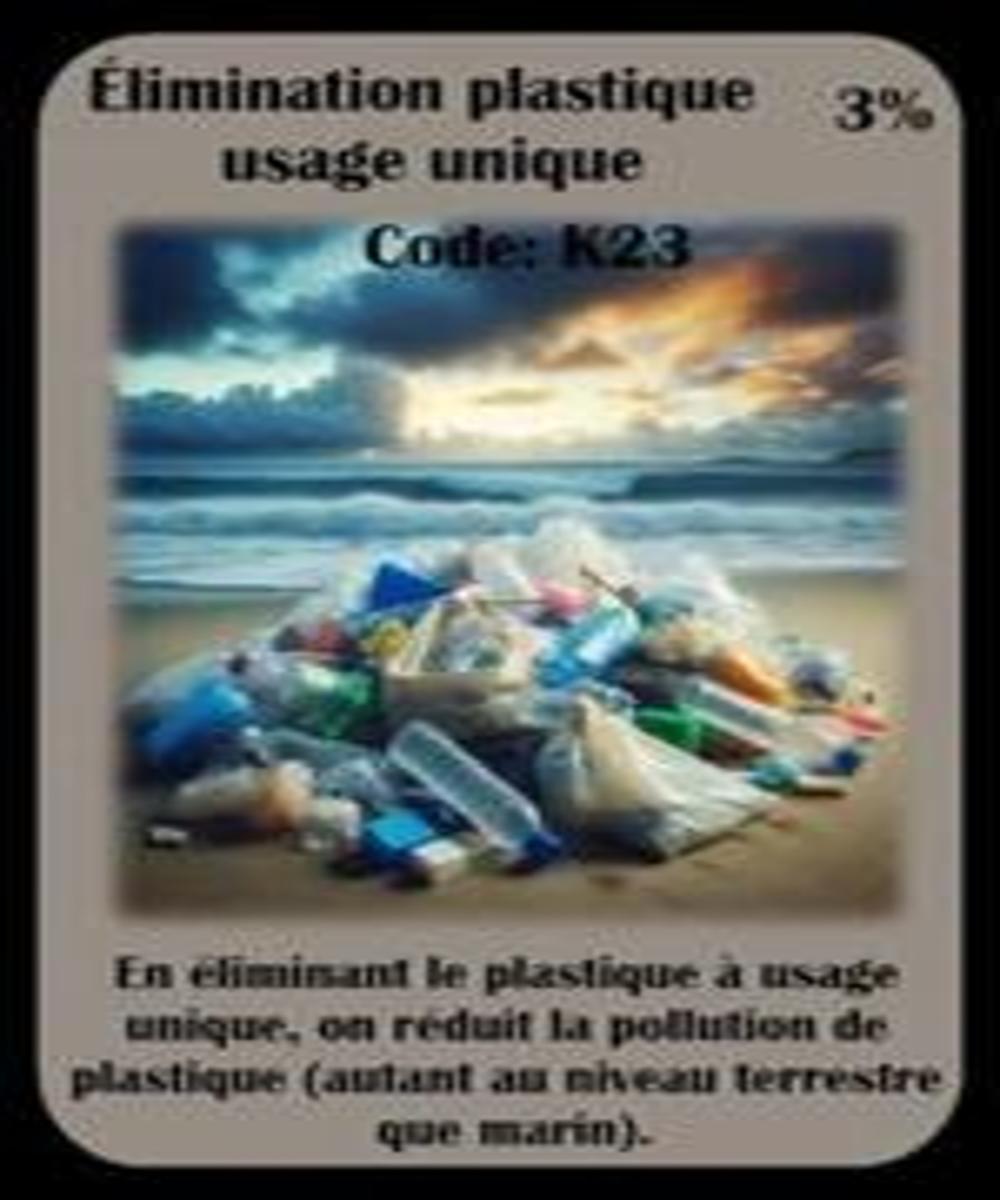 Élimination plastique
usage unique
3%
Code: K23
En éliminant le plastique à usage
unique, on réduit la pollution de
plastique (autant au niveau terrestre
que marin).